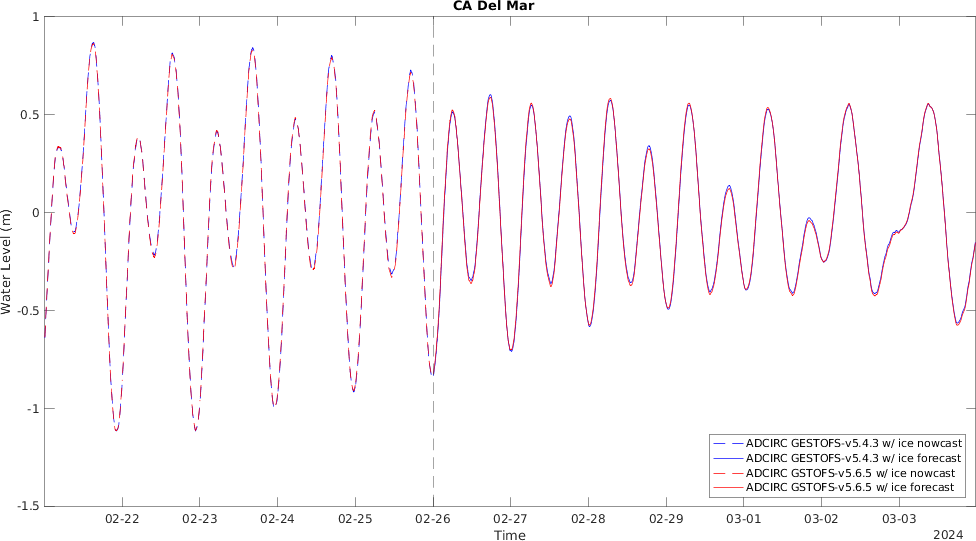 CA Del Mar
1
0.5
0
-0.5
-1
-1.5
Water Level (m)
ADCIRC GESTOFS-v5.4.3 w/ ice nowcast
ADCIRC GESTOFS-v5.4.3 w/ ice forecast
ADCIRC GSTOFS-v5.6.5 w/ ice nowcast
ADCIRC GSTOFS-v5.6.5 w/ ice forecast
02-22 02-23 02-24 02-25 02-26 02-27 02-28 02-29 03-01 03-02 03-03
Time
2024